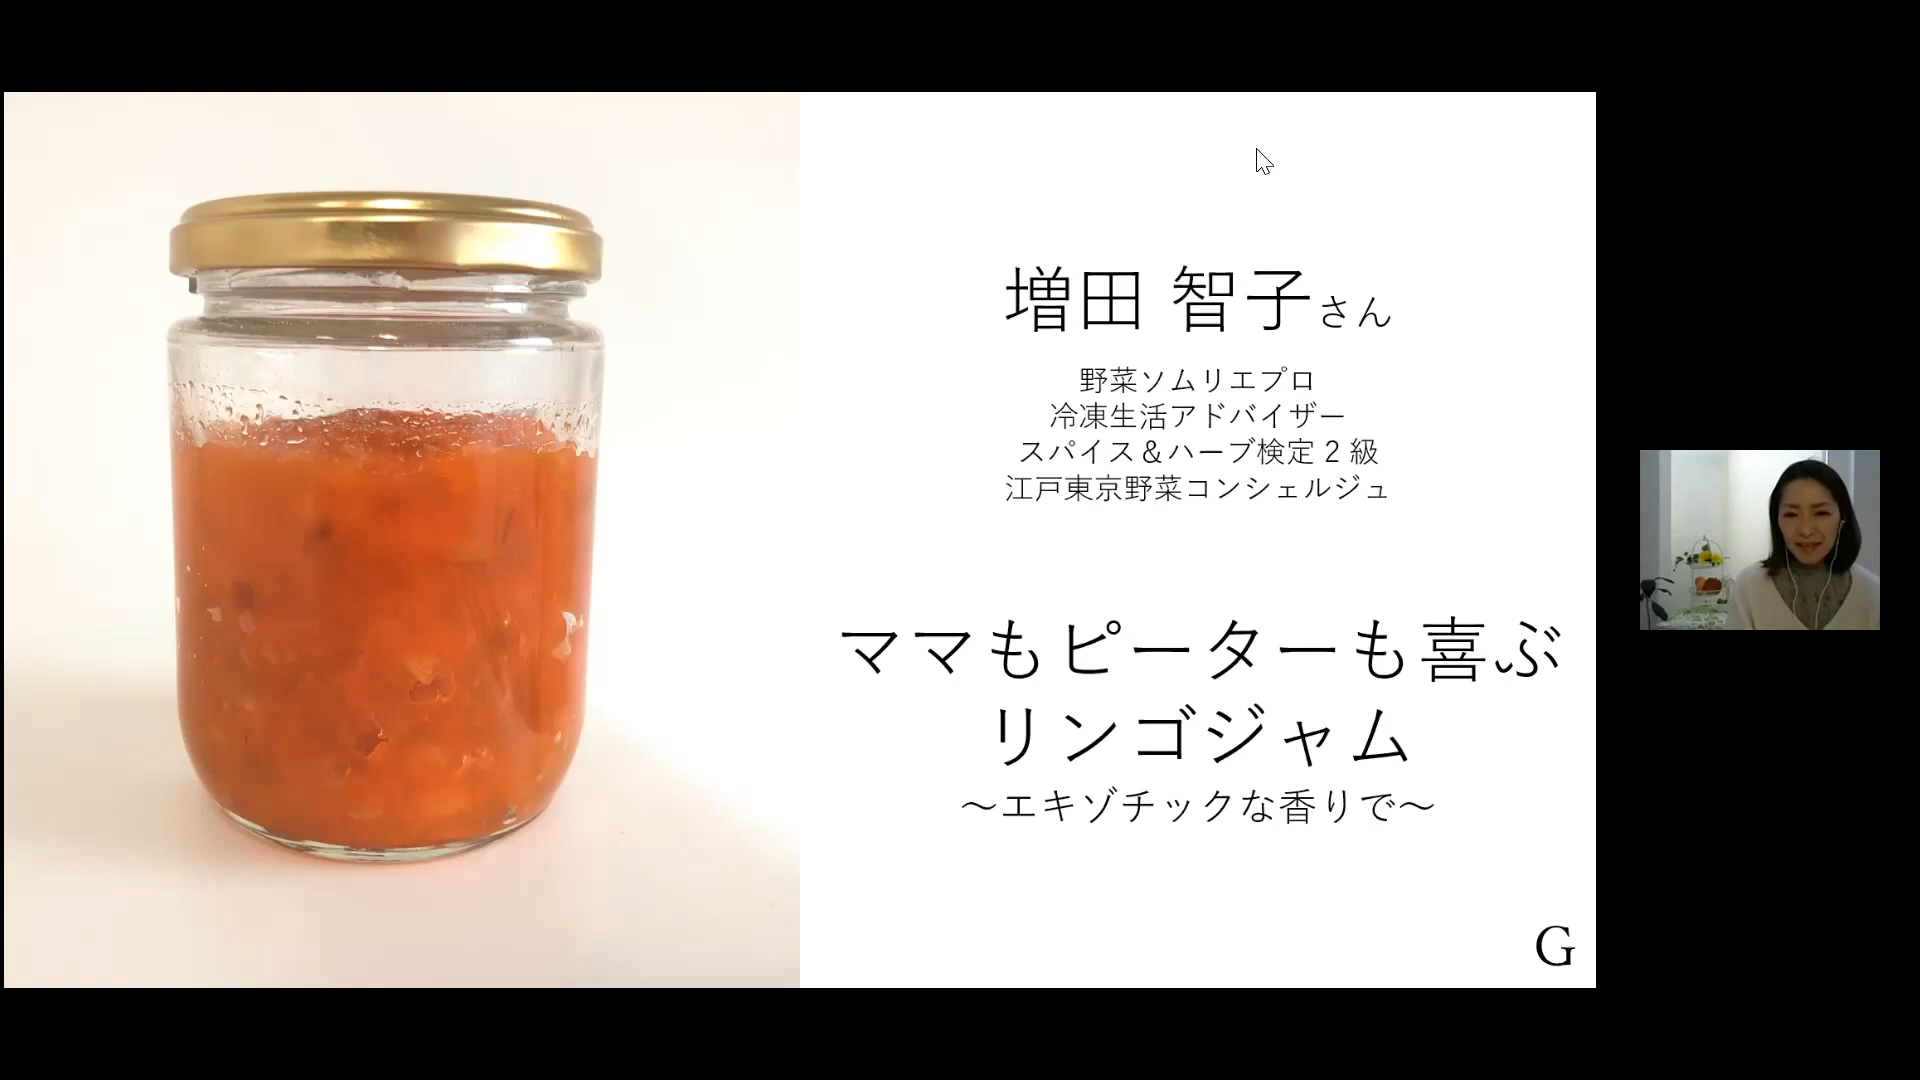 増田 智子さん
野菜ソムリエプロ
冷凍生活アドバイザー
スパイス＆ハーブ検定２級
江戸東京野菜コンシェルジュ
ママもピーターも喜ぶ
リンゴジャム
～エキゾチックな香りで～
G